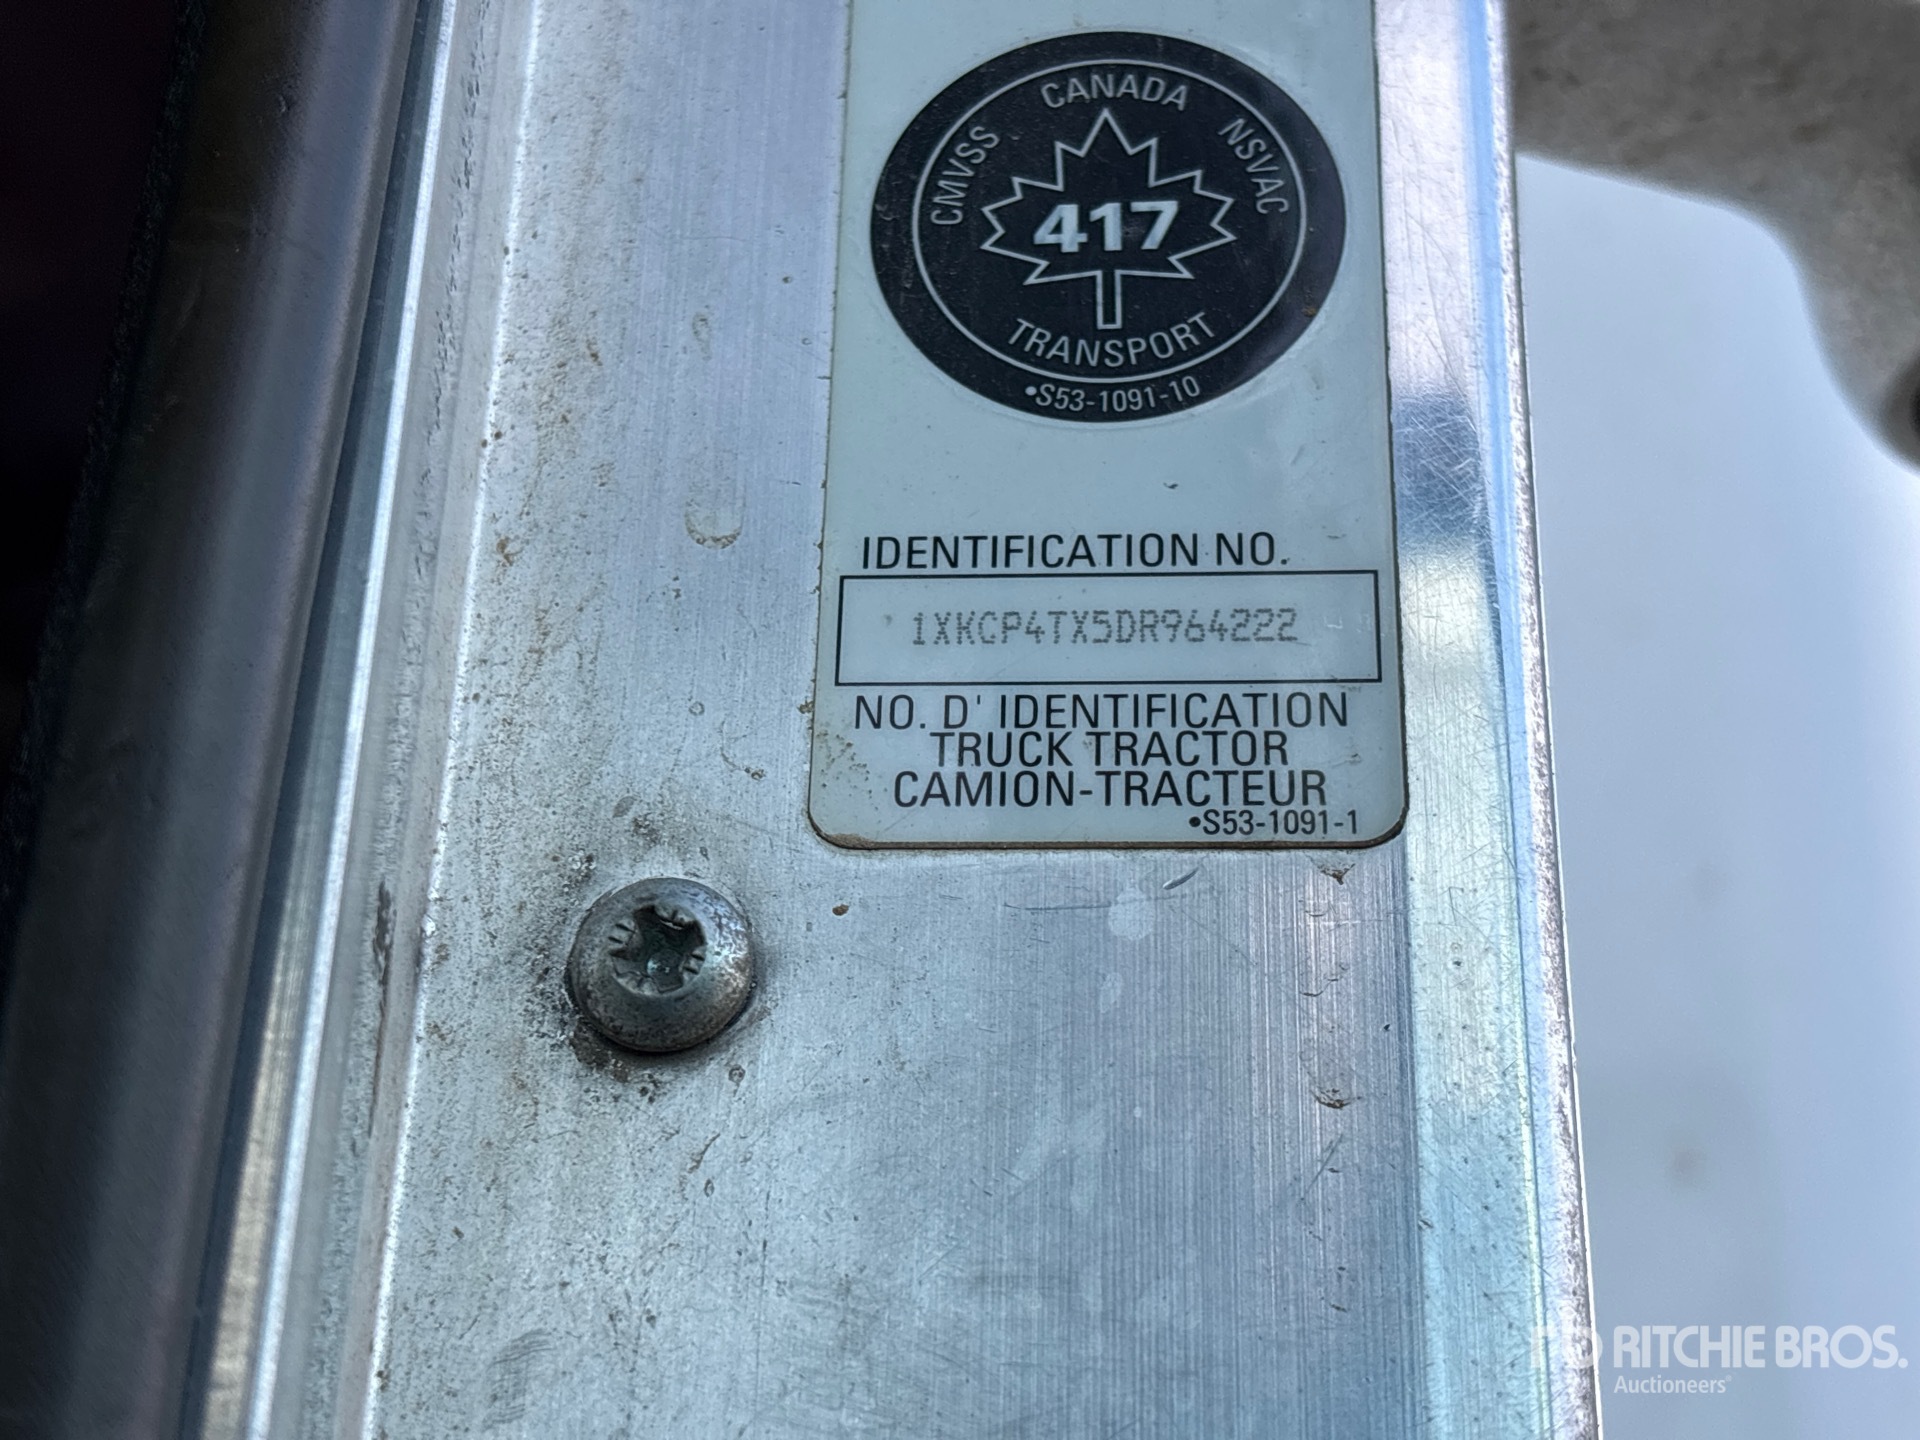 CANADA
CMVSS
NSVAC
417
TRANSPORT
•S53-1091-10
IDENTIFICATION NO.
1XKCP4TX5DR964222
NO. D' IDENTIFICATION
TRUCK TRACTOR
CAMION-TRACTEUR
•S53-1091-1
RITCHIE BROS.
Auctioneers